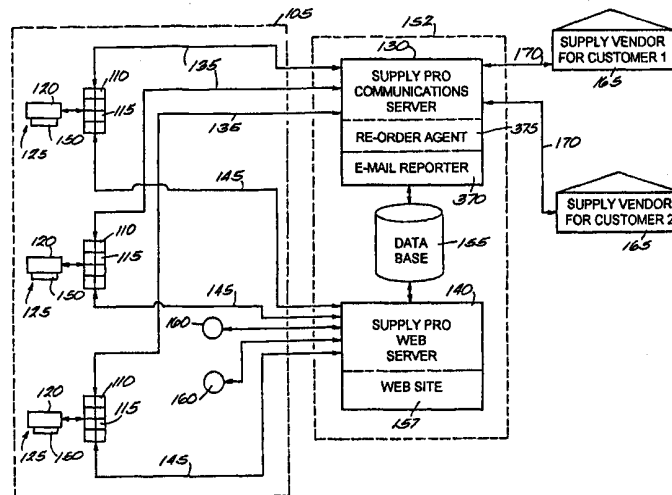 105
152
135
130
170
SUPPLY VENDOR
FOR CUSTOMER 1
165
120
110
115
150
125
135
135
SUPPLY PRO
COMMUNICATIONS
SERVER
RE-ORDER AGENT
375
E-MAIL REPORTER
370
170
SUPPLY VENDOR
FOR CUSTOMER 2
165
145
DATA
BASE
155
120
110
115
150
125
145
160
140
SUPPLY PRO
WEB
SERVER
160
WEB SITE
157
120
110
115
160
125
145